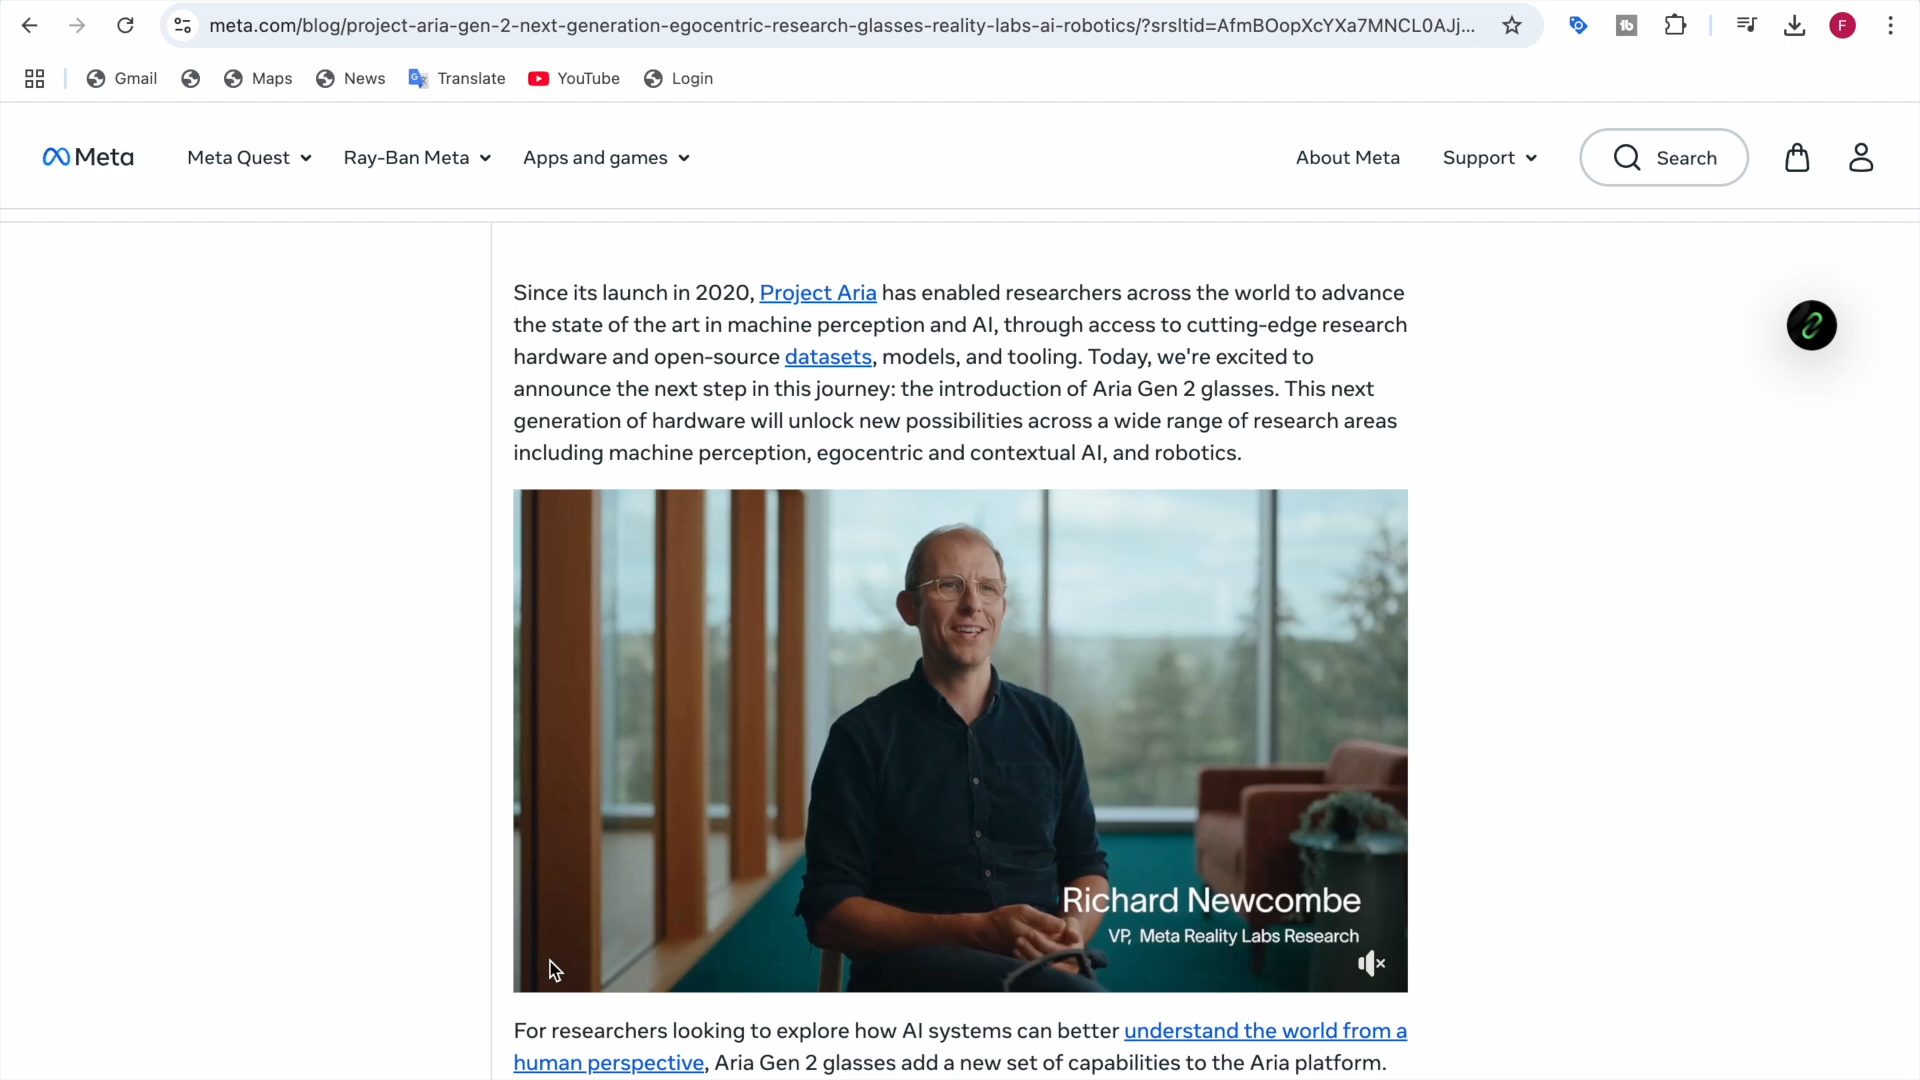 meta.com/blog/project-aria-gen-2-next-generation-egocentric-research-glasses-reality-labs-ai-robotics/?srsltid=AfmBOopXcYXa7MNCL0AJj...
F
Gmail
Maps
News
Translate
YouTube
Login
Meta
Meta Quest
Ray-Ban Meta
Apps and games
About Meta
Support
Search
Since its launch in 2020, Project Aria has enabled researchers across the world to advance
the state of the art in machine perception and AI, through access to cutting-edge research
hardware and open-source datasets, models, and tooling. Today, we're excited to
announce the next step in this journey: the introduction of Aria Gen 2 glasses. This next
generation of hardware will unlock new possibilities across a wide range of research areas
including machine perception, egocentric and contextual AI, and robotics.
Richard Newcombe
VP, Meta Reality Labs Research
For researchers looking to explore how AI systems can better understand the world from a
human perspective, Aria Gen 2 glasses add a new set of capabilities to the Aria platform.